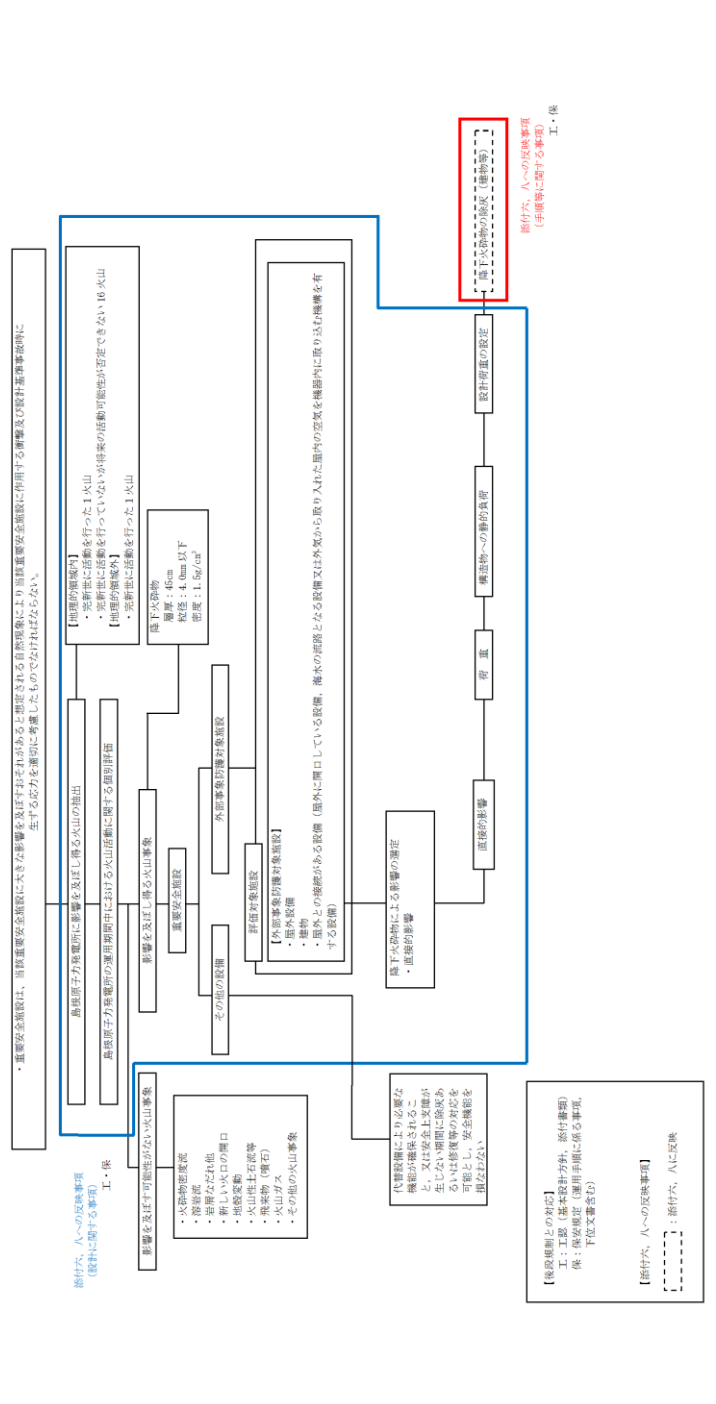 ・重要安全施設は、当該重要安全施設に大きな影響を及ぼすおそれがあると想定される自然現象により当該重要安全施設に作用する衝撃及び設計基準事故時に
生ずる応力を適切に考慮したものでなければならない。
添付六，八への反映事項
（設計に関する事項）
工・保
島根原子力発電所に影響を及ぼし得る火山の抽出
【地理的領域内】
・完新世に活動を行った1火山
・完新世に活動を行っていないが将来の活動可能性が否定できない16火山
【地理的領域外】
・完新世に活動を行った1火山
島根原子力発電所の運用期間中における火山活動に関する個別評価
影響を及ぼす可能性がない火山事象
・火砕物密度流
・溶岩流
・岩屑なだれ他
・新しい火口の開口
・地殻変動
・火山性土石流等
・飛来物（噴石）
・火山ガス
・その他の火山事象
影響を及ぼし得る火山事象
降下火砕物
層厚：45cm
粒径：4.0mm以下
密度：1.5g/cm³
重要安全施設
その他の設備
外部事象防護対象施設
評価対象施設
【外部事象防護対象施設】
・屋外設備
・建物
・屋外との接続がある設備（屋外に開口している設備，海水の流路となる設備又は外気から取り入れた屋内の空気を機器内に取り込む機構を有
する設備）
代替設備により必要な
機能が確保されるこ
と，又は安全上支障が
生じない期間に除灰あ
るいは修復等の対応を
可能とし，安全機能を
損なわない
降下火砕物による影響の選定
・直接的影響
直接的影響
荷　重
構造物への静的負荷
設計荷重の設定
降下火砕物の除灰（建物等）
添付六，八への反映事項
（手順等に関する事項）
工・保
【後段規制との対応】
工：工認（基本設計方針，添付書類）
保：保安規定（運用手順に係る事項，
下位文書含む）
【添付六，八への反映事項】
：添付六，八に反映